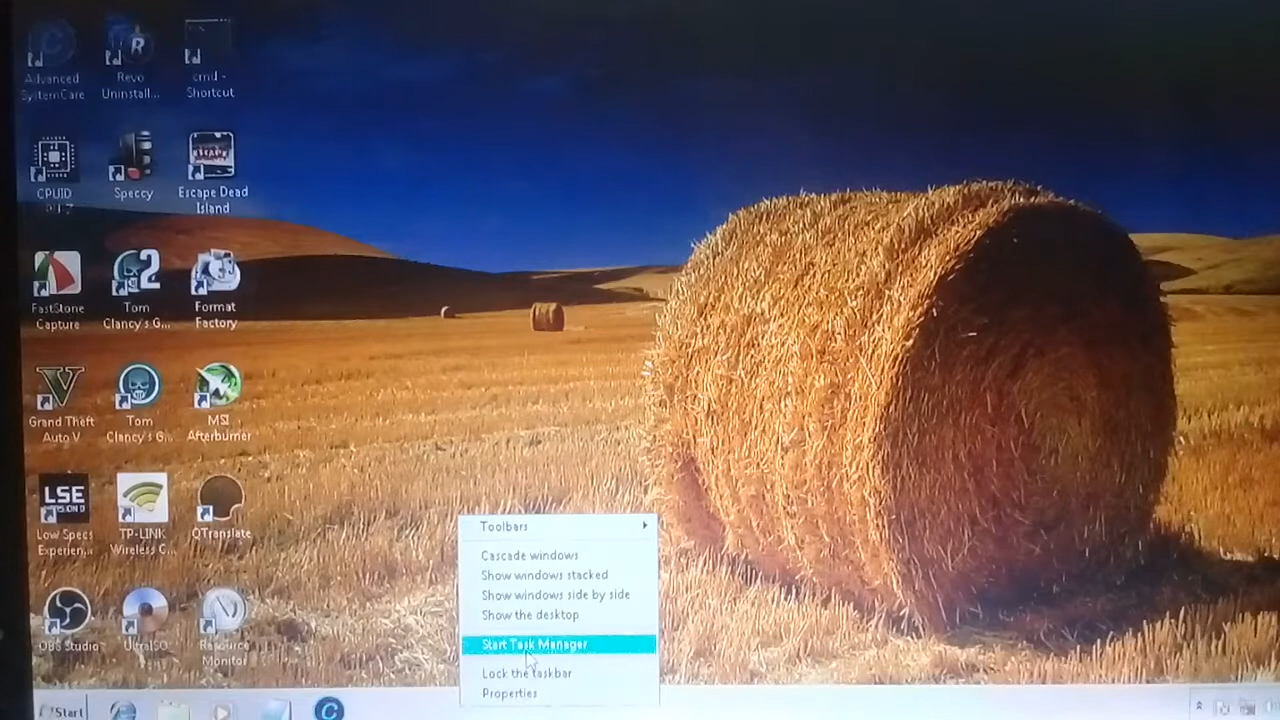 Advanced
SystemCare
Revo
Uninstall...
cmd -
Shortcut
CPUID
Speccy
Escape Dead
Island
FastStone
Capture
2
Tom
Clancy's G...
Format
Factory
V
Grand Theft
Auto V
Tom
Clancy's G...
MSI
Afterburner
LSE
Low Specs
Experien...
TP-LINK
Wireless C...
QTranslate
OBS Studio
UltraISO
Resource
Monitor
Toolbars
Cascade windows
Show windows stacked
Show windows side by side
Show the desktop
Start Task Manager
Lock the taskbar
Properties
Start